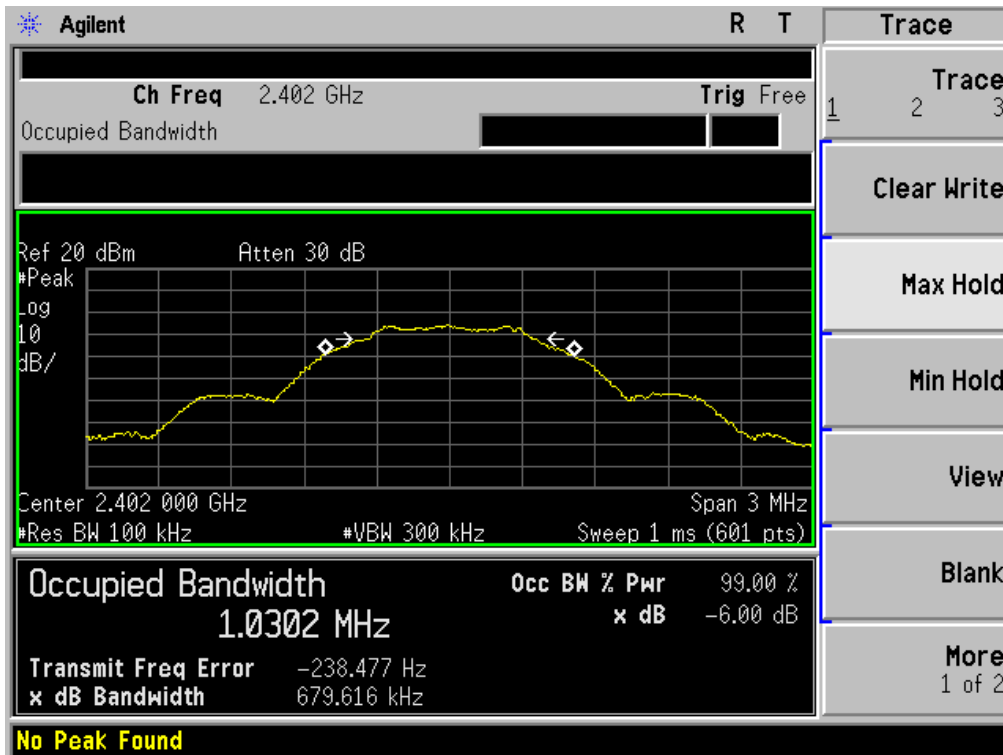 Agilent R T Trace
Ch Freq 2.402 GHz Trig Free
Occupied Bandwidth
Ref 20 dBm Atten 30 dB
#Peak
Log
10
dB/
Center 2.402 000 GHz Span 3 MHz
#Res BW 100 kHz #VBW 300 kHz Sweep 1 ms (601 pts)
Occupied Bandwidth
1.0302 MHz
Occ BW % Pwr 99.00 %
x dB -6.00 dB
Transmit Freq Error -238.477 Hz
x dB Bandwidth 679.616 kHz
No Peak Found
Trace
1 2 3
Clear Write
Max Hold
Min Hold
View
Blank
More
1 of 2